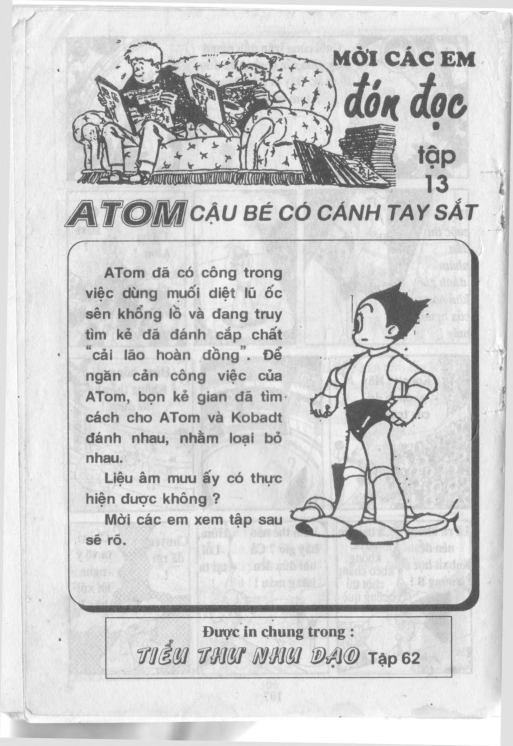 MỜI CÁC EM
đón đọc
tập
13
ATOM CẬU BÉ CÓ CÁNH TAY SẮT
ATom đã có công trong
việc dùng muối diệt lũ ốc
sên khổng lồ và đang truy
tìm kẻ đã đánh cắp chất
"cải lão hoàn đồng". Để
ngăn cản công việc của
ATom, bọn kẻ gian đã tìm
cách cho ATom và Kobadt
đánh nhau, nhằm loại bỏ
nhau.
Liệu âm mưu ấy có thực
hiện được không ?
Mời các em xem tập sau
sẽ rõ.
Được in chung trong :
TIỂU THƯ NHU ĐẠO Tập 62